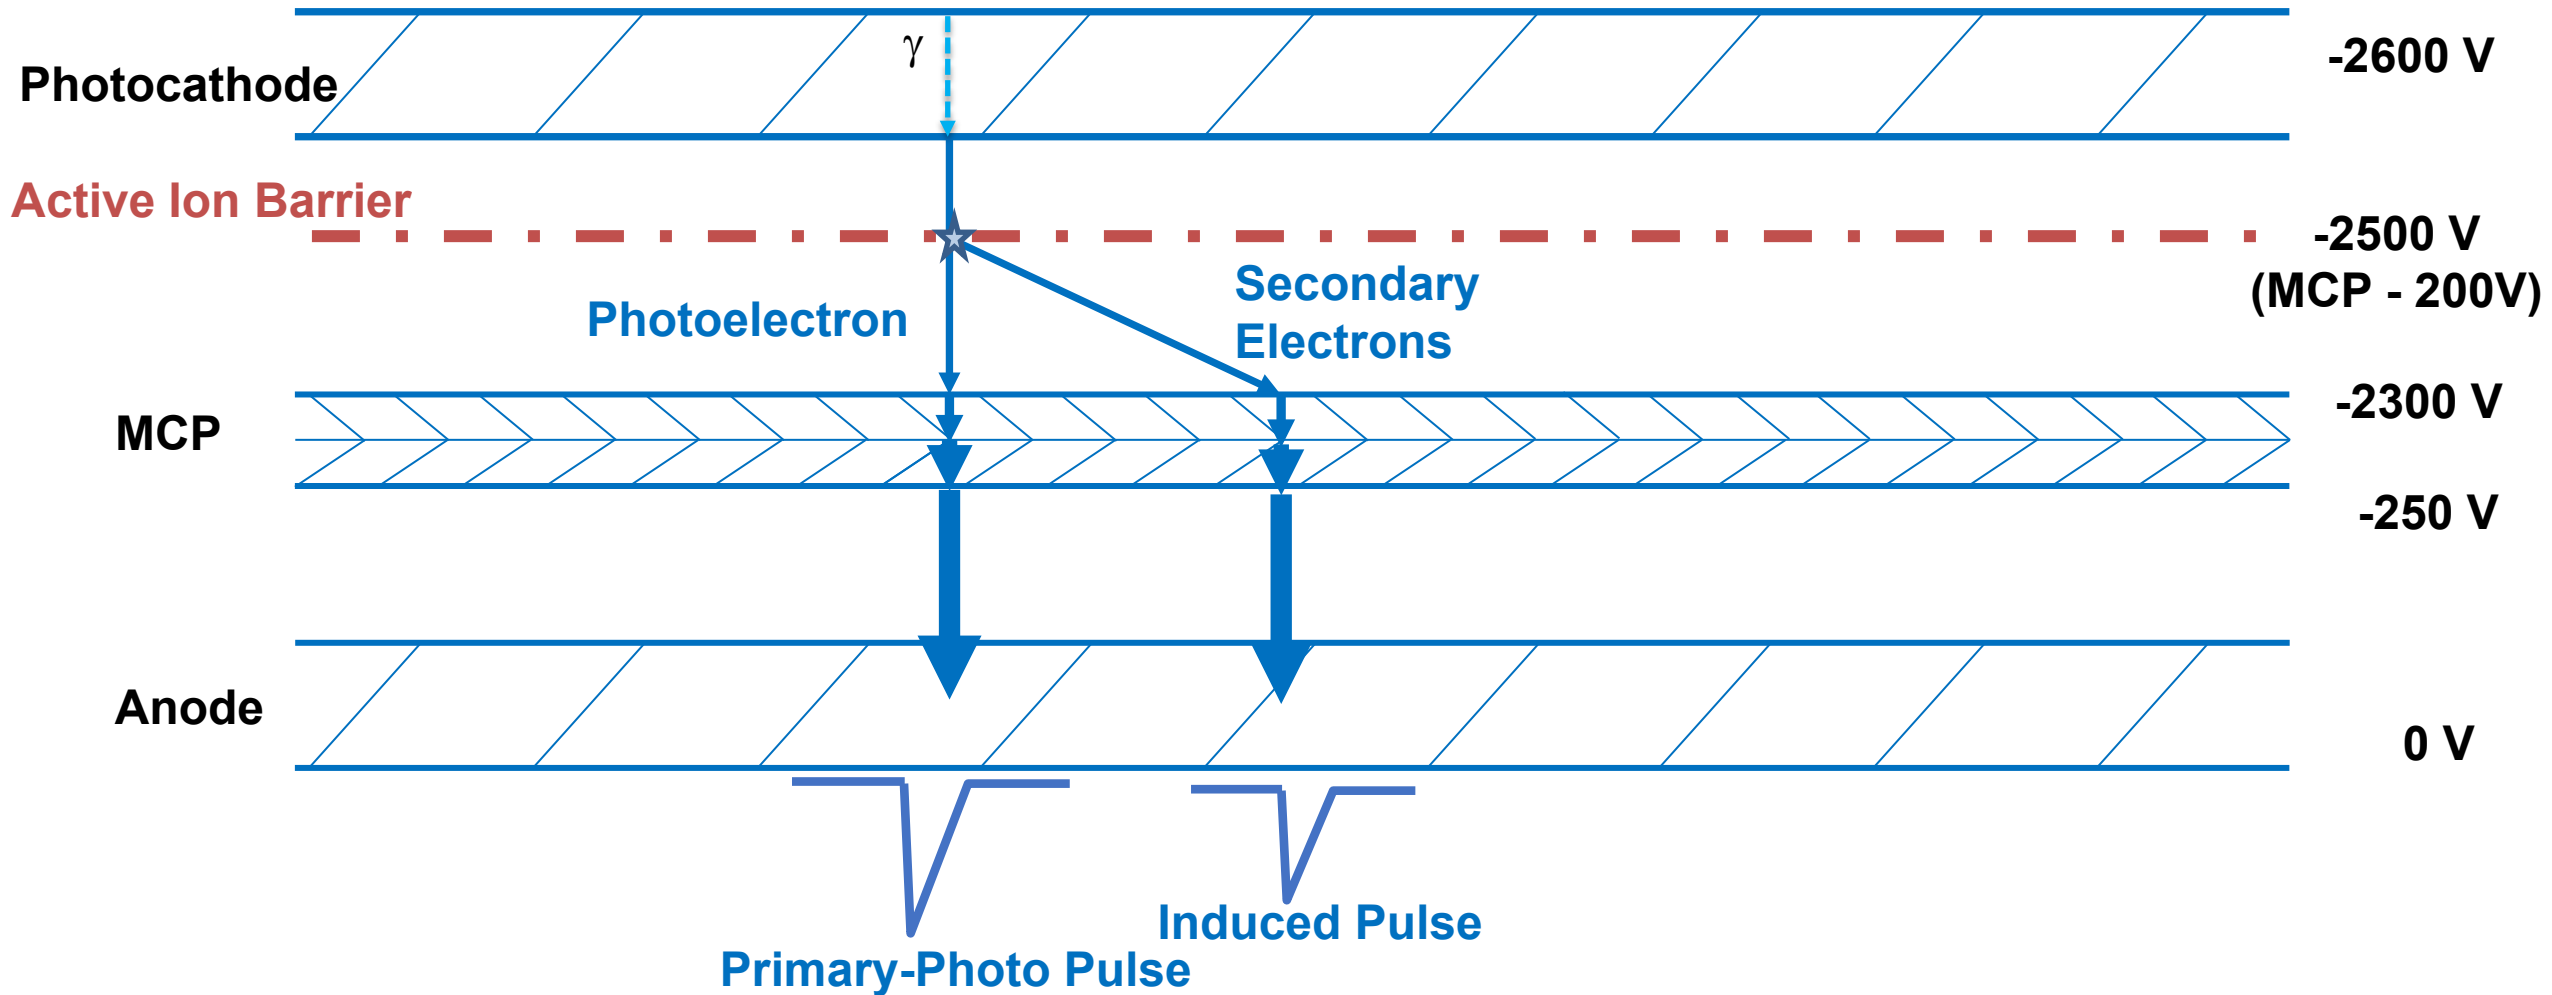 γ
-2600 V
Photocathode
Active Ion Barrier
-2500 V
(MCP - 200V)
Secondary
Electrons
Photoelectron
-2300 V
MCP
-250 V
Anode
0 V
Induced Pulse
Primary-Photo Pulse